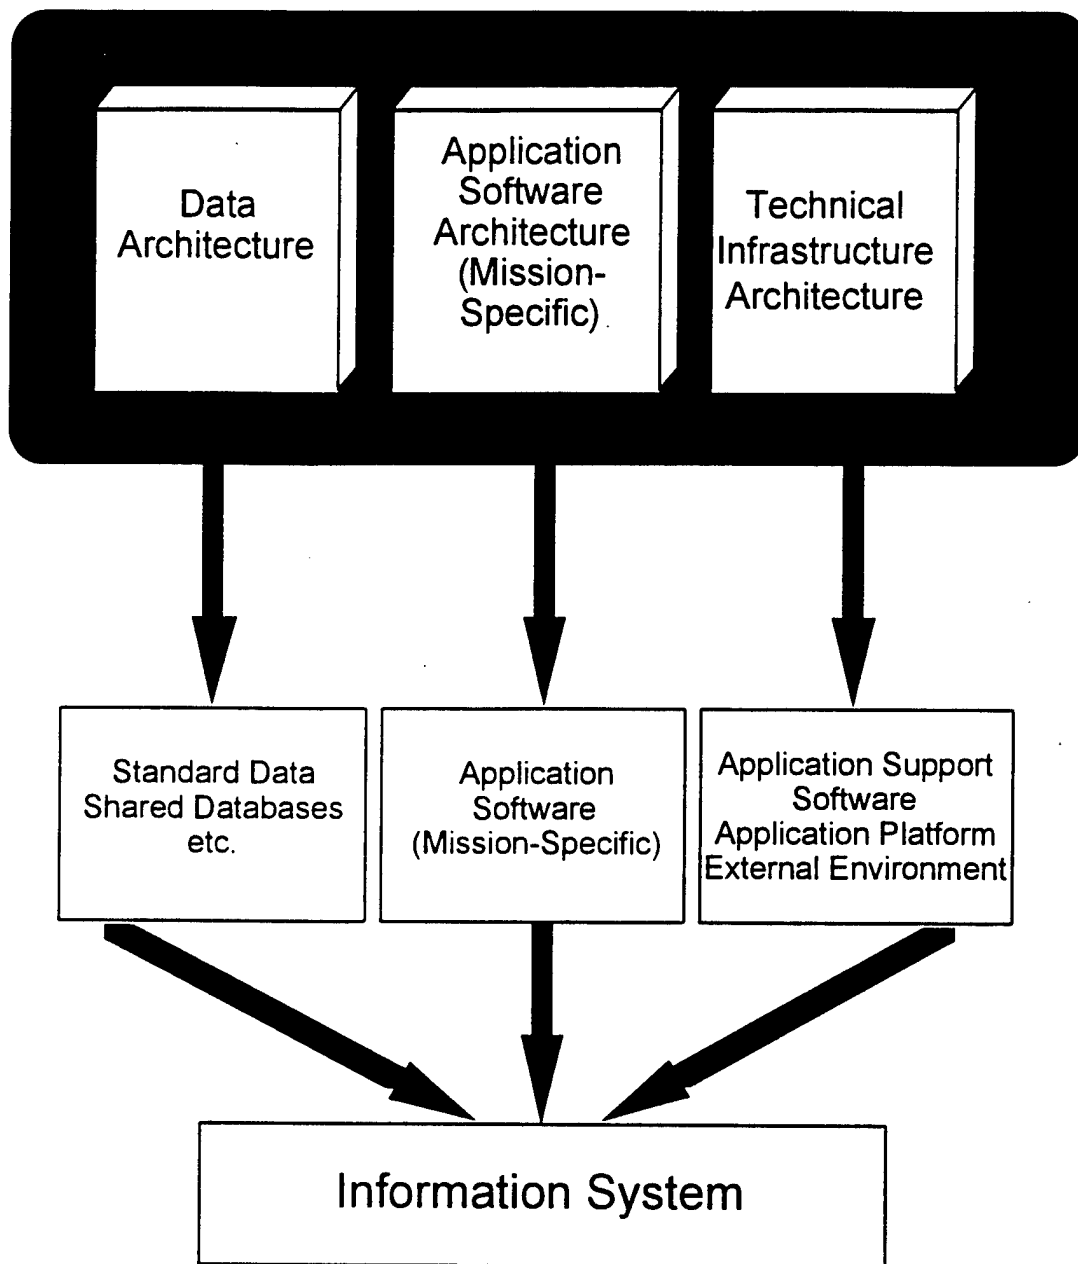 Data
Architecture
Application
Software
Architecture
(Mission-
Specific)
Technical
Infrastructure
Architecture
Standard Data
Shared Databases
etc.
Application
Software
(Mission-Specific)
Application Support
Software
Application Platform
External Environment
Information System